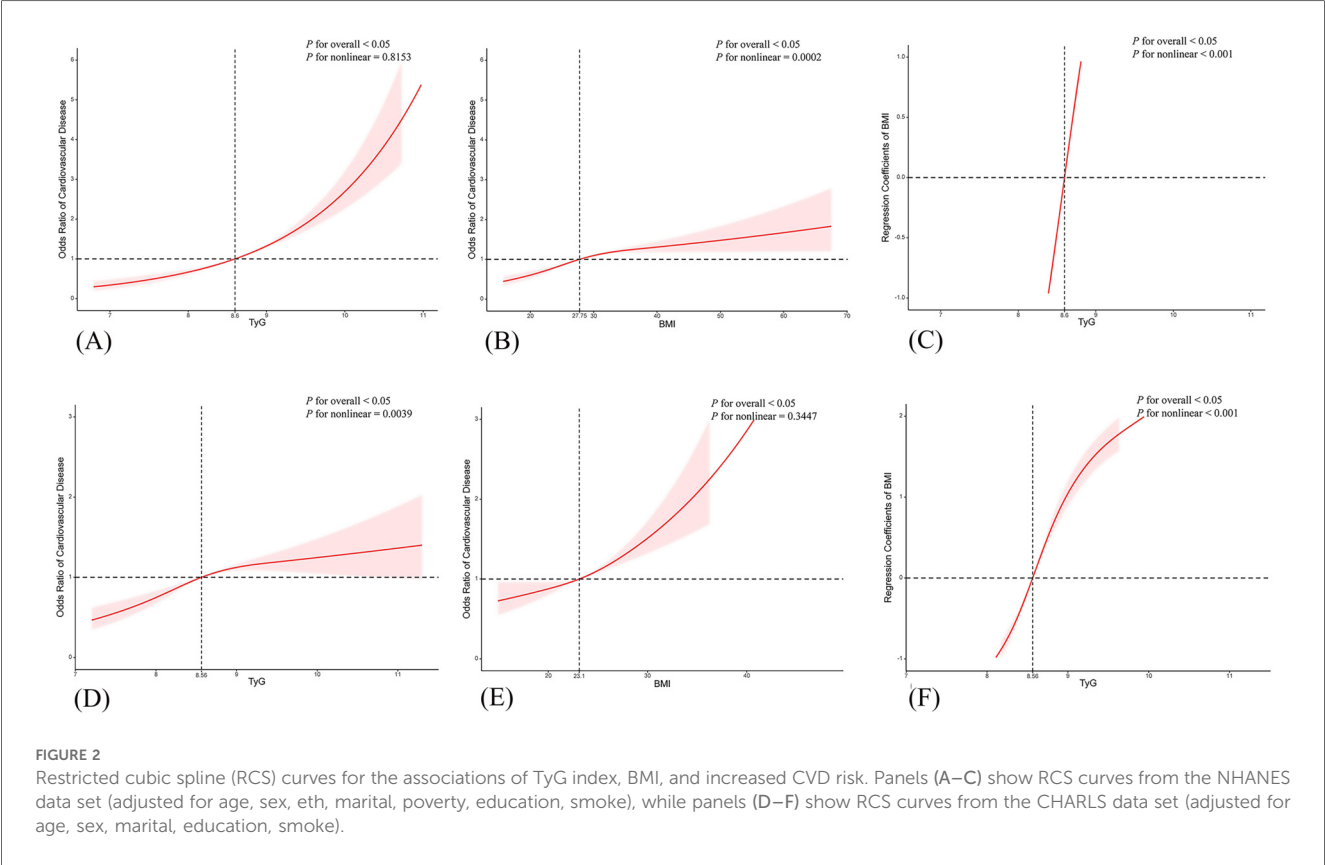 P for overall < 0.05
P for nonlinear = 0.8153
Odds Ratio of Cardiovascular Disease
6
5
4
3
2
1
0
7
8
8.6
9
10
11
TyG
(A)
P for overall < 0.05
P for nonlinear = 0.0002
Odds Ratio of Cardiovascular Disease
6
5
4
3
2
1
0
20
27.75
30
40
50
60
70
BMI
(B)
P for overall < 0.05
P for nonlinear < 0.001
Regression Coefficients of BMI
1.0
0.5
0.0
-0.5
-1.0
7
8
8.6
9
10
11
TyG
(C)
P for overall < 0.05
P for nonlinear = 0.0039
Odds Ratio of Cardiovascular Disease
3
2
1
0
7
8
8.56
9
10
11
TyG
(D)
P for overall < 0.05
P for nonlinear = 0.3447
Odds Ratio of Cardiovascular Disease
3
2
1
0
20
23.1
30
40
BMI
(E)
P for overall < 0.05
P for nonlinear < 0.001
Regression Coefficients of BMI
2
1
0
-1
7
8
8.56
9
10
11
TyG
(F)
FIGURE 2
Restricted cubic spline (RCS) curves for the associations of TyG index, BMI, and increased CVD risk. Panels (A–C) show RCS curves from the NHANES
data set (adjusted for age, sex, eth, marital, poverty, education, smoke), while panels (D–F) show RCS curves from the CHARLS data set (adjusted for
age, sex, marital, education, smoke).